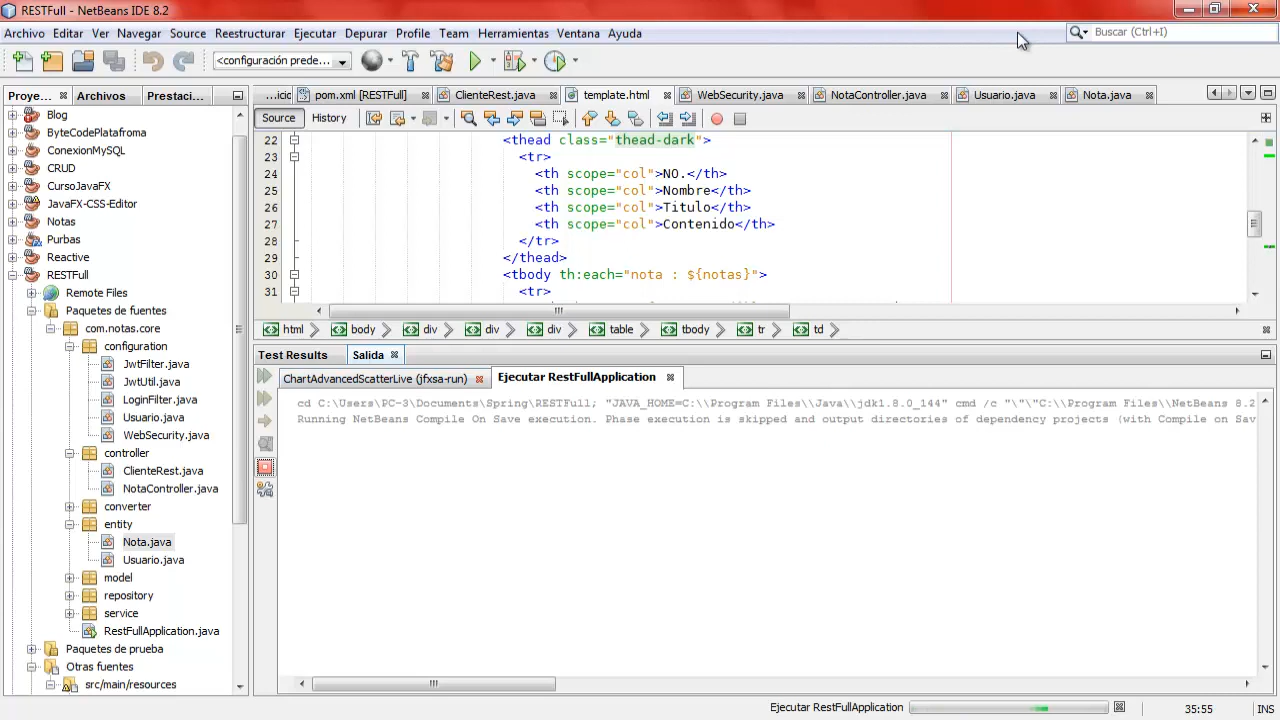 RESTFull - NetBeans IDE 8.2
Archivo Editar Ver Navegar Source Reestructurar Ejecutar Depurar Profile Team Herramientas Ventana Ayuda
Buscar (Ctrl+I)
<configuración prede...
Proye... Archivos Prestaci...
...icic pom.xml [RESTFull] ClienteRest.java template.html WebSecurity.java NotaController.java Usuario.java Nota.java
Source History
Blog
ByteCodePlatafroma
ConexionMySQL
CRUD
CursoJavaFX
JavaFX-CSS-Editor
Notas
Purbas
Reactive
RESTFull
Remote Files
Paquetes de fuentes
com.notas.core
configuration
JwtFilter.java
JwtUtil.java
LoginFilter.java
Usuario.java
WebSecurity.java
controller
ClienteRest.java
NotaController.java
converter
entity
Nota.java
Usuario.java
model
repository
service
RestFullApplication.java
Paquetes de prueba
Otras fuentes
src/main/resources
22 <thead class="thead-dark">
23 <tr>
24 <th scope="col">NO.</th>
25 <th scope="col">Nombre</th>
26 <th scope="col">Titulo</th>
27 <th scope="col">Contenido</th>
28 </tr>
29 </thead>
30 <tbody th:each="nota : ${notas}">
31 <tr>
html body div div div table tbody tr td
Test Results Salida
ChartAdvancedScatterLive (jfxsa-run) Ejecutar RestFullApplication
cd C:\Users\PC-3\Documents\Spring\RESTFull; "JAVA_HOME=C:\\Program Files\\Java\\jdk1.8.0_144" cmd /c "\"\"C:\\Program Files\\NetBeans 8.2
Running NetBeans Compile On Save execution. Phase execution is skipped and output directories of dependency projects (with Compile on Sav
Ejecutar RestFullApplication 35:55 INS